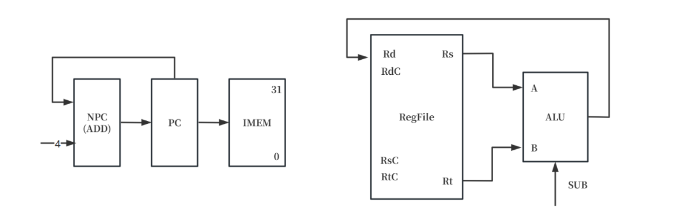 31
NPC
(ADD)
PC
IMEM
4
0
Rd
Rs
RdC
A
RegFile
ALU
B
RsC
RtC
Rt
SUB